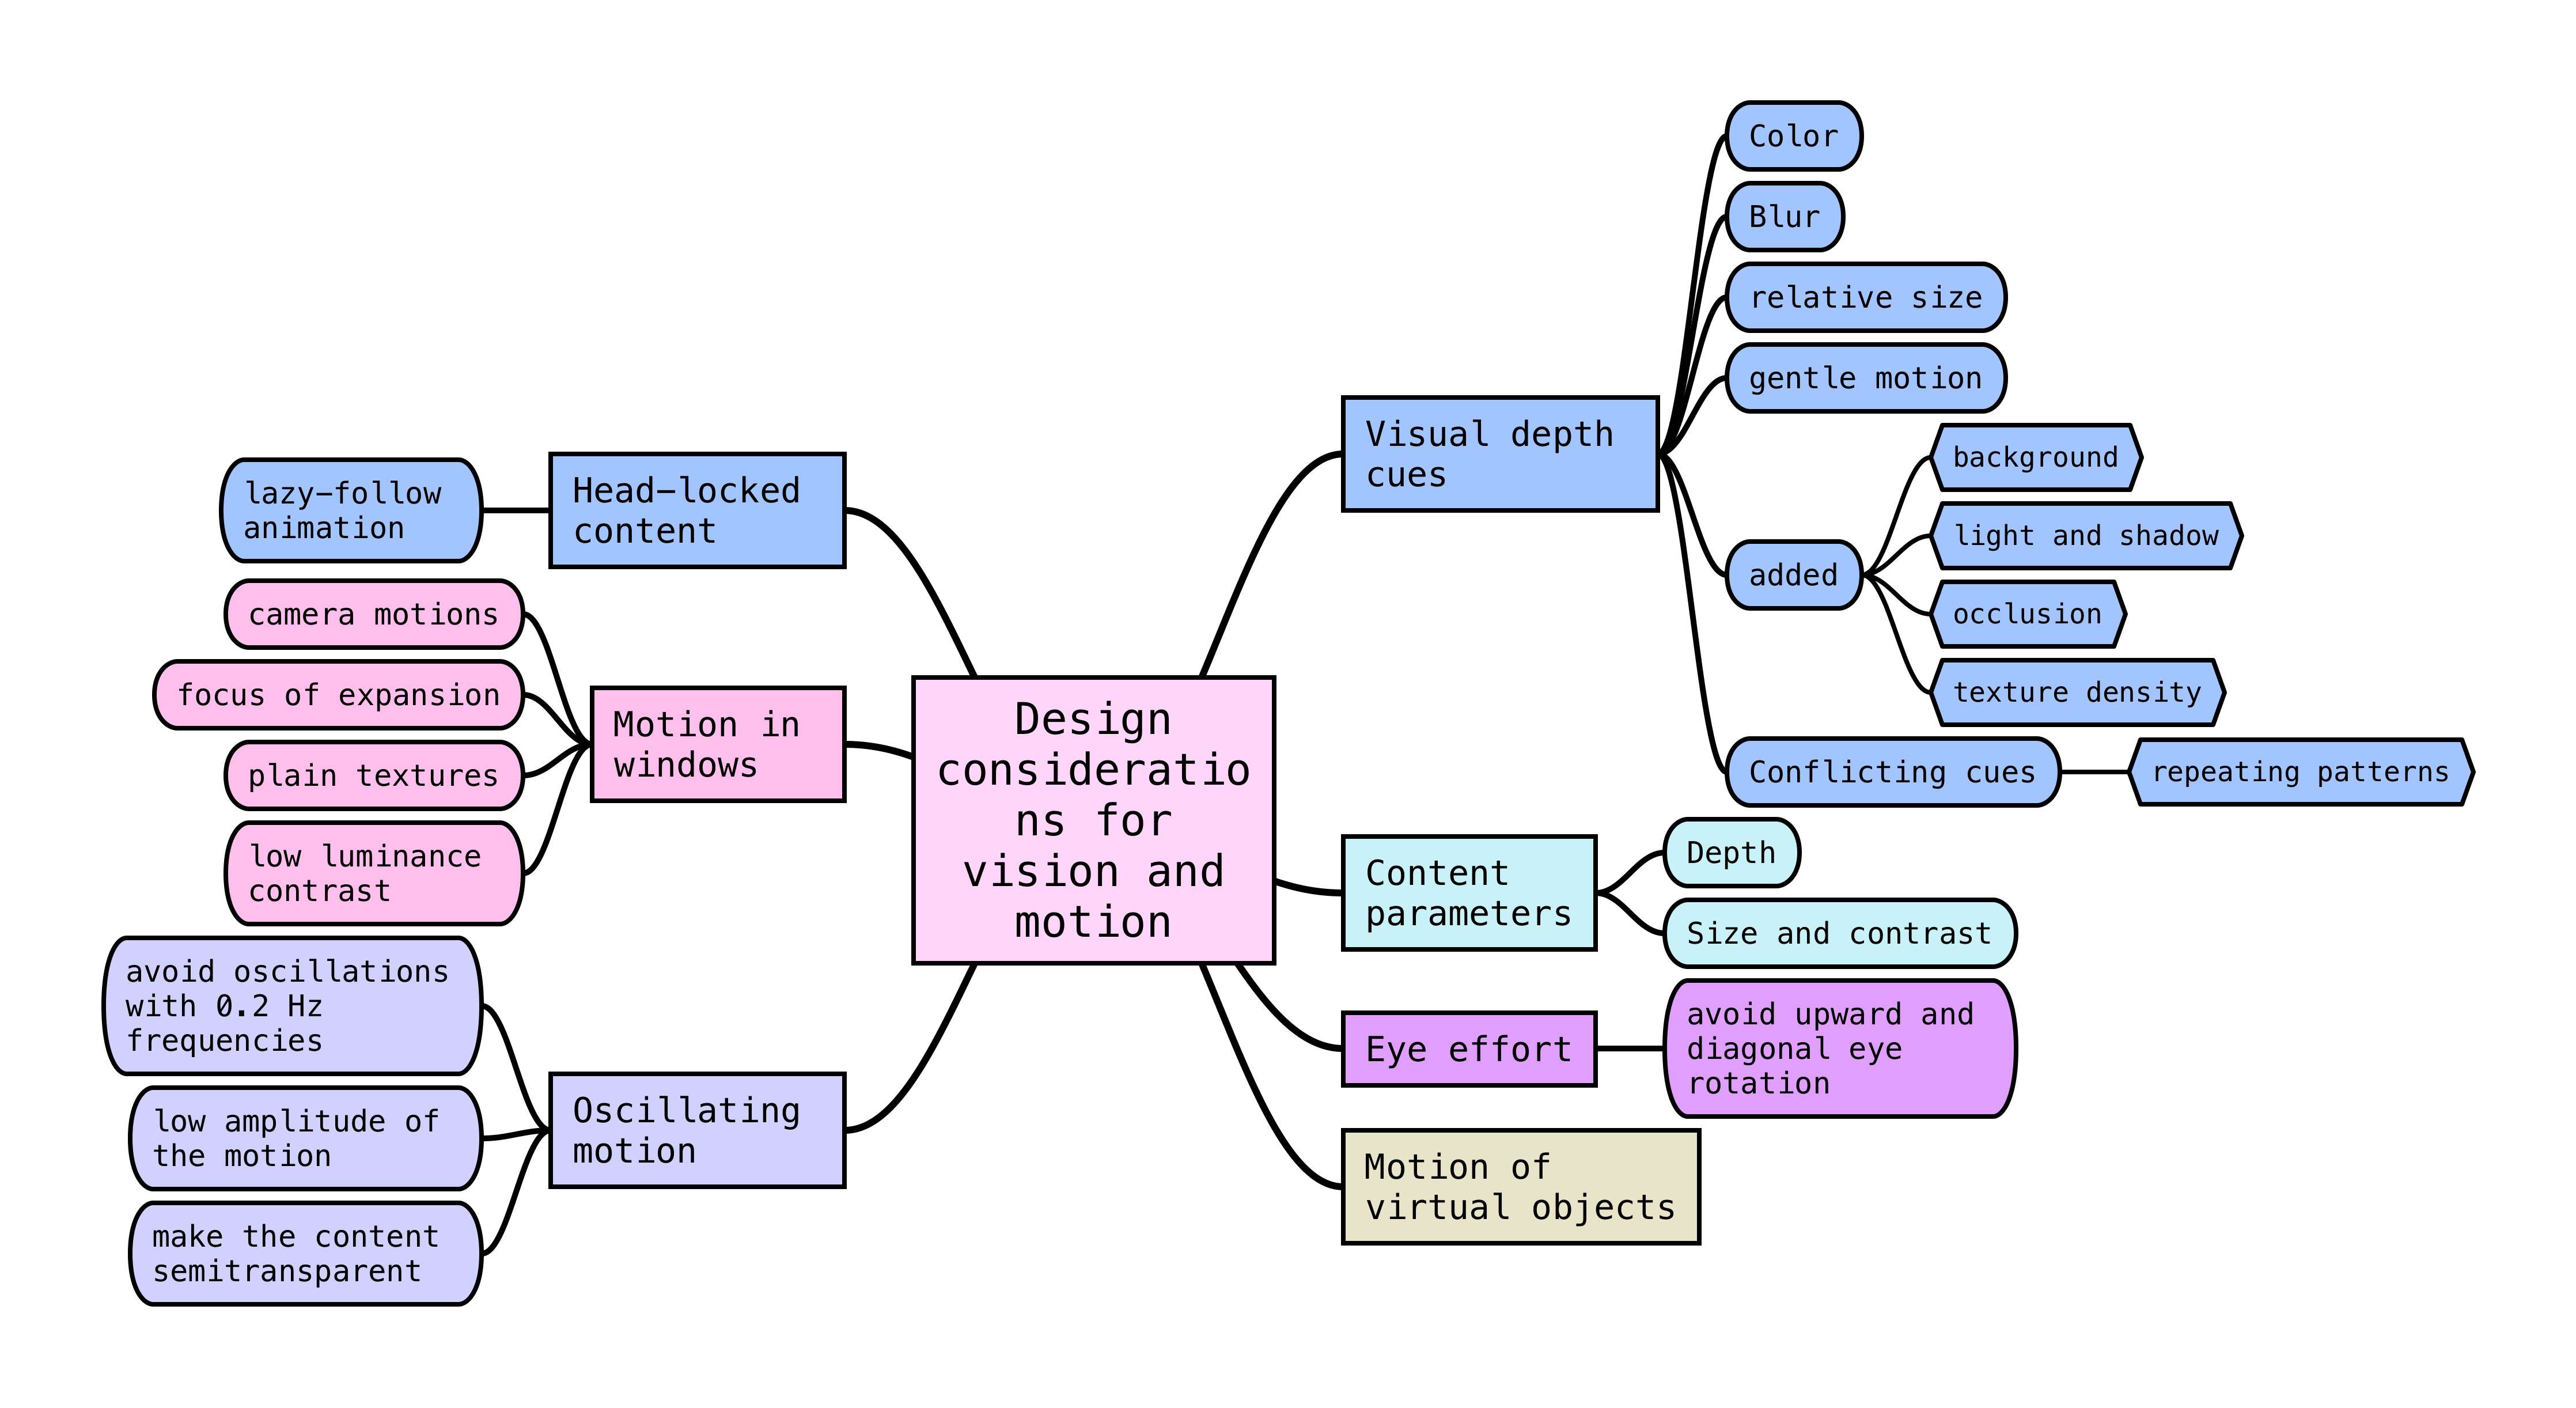 Design
consideratio
ns for
vision and
motion
Visual depth
cues
Color
Blur
relative size
gentle motion
added
background
light and shadow
occlusion
texture density
Conflicting cues
repeating patterns
Content
parameters
Depth
Size and contrast
Eye effort
avoid upward and
diagonal eye
rotation
Motion of
virtual objects
Head-locked
content
lazy-follow
animation
Motion in
windows
camera motions
focus of expansion
plain textures
low luminance
contrast
Oscillating
motion
avoid oscillations
with 0.2 Hz
frequencies
low amplitude of
the motion
make the content
semitransparent